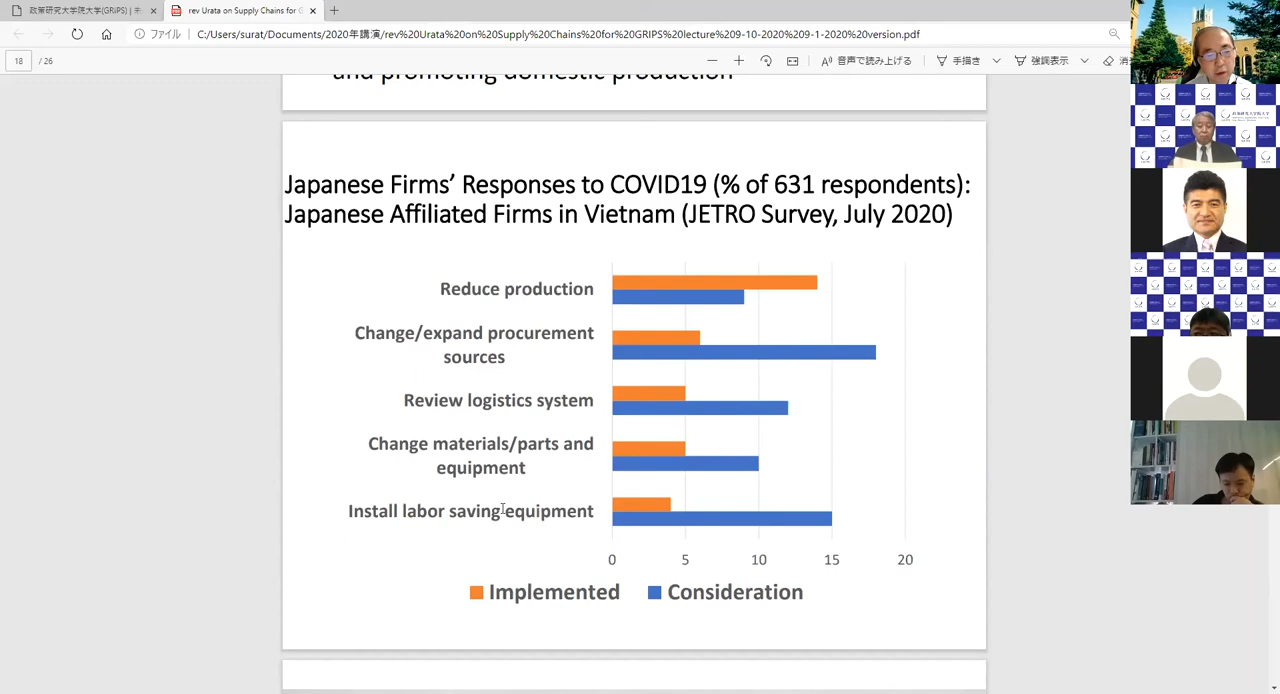 政策研究大学院大学(GRIPS) | 未
rev Urata on Supply Chains for G
ファイル
C:/Users/surat/Documents/2020年講演/rev%20Urata%20on%20Supply%20Chains%20for%20GRIPS%20lecture%209-10-2020%209-1-2020%20version.pdf
18 / 26
音声で読み上げる
手描き
強調表示
and promoting domestic production
Japanese Firms’ Responses to COVID19 (% of 631 respondents):
Japanese Affiliated Firms in Vietnam (JETRO Survey, July 2020)
Reduce production
Change/expand procurement
sources
Review logistics system
Change materials/parts and
equipment
Install labor saving equipment
0 5 10 15 20
Implemented Consideration